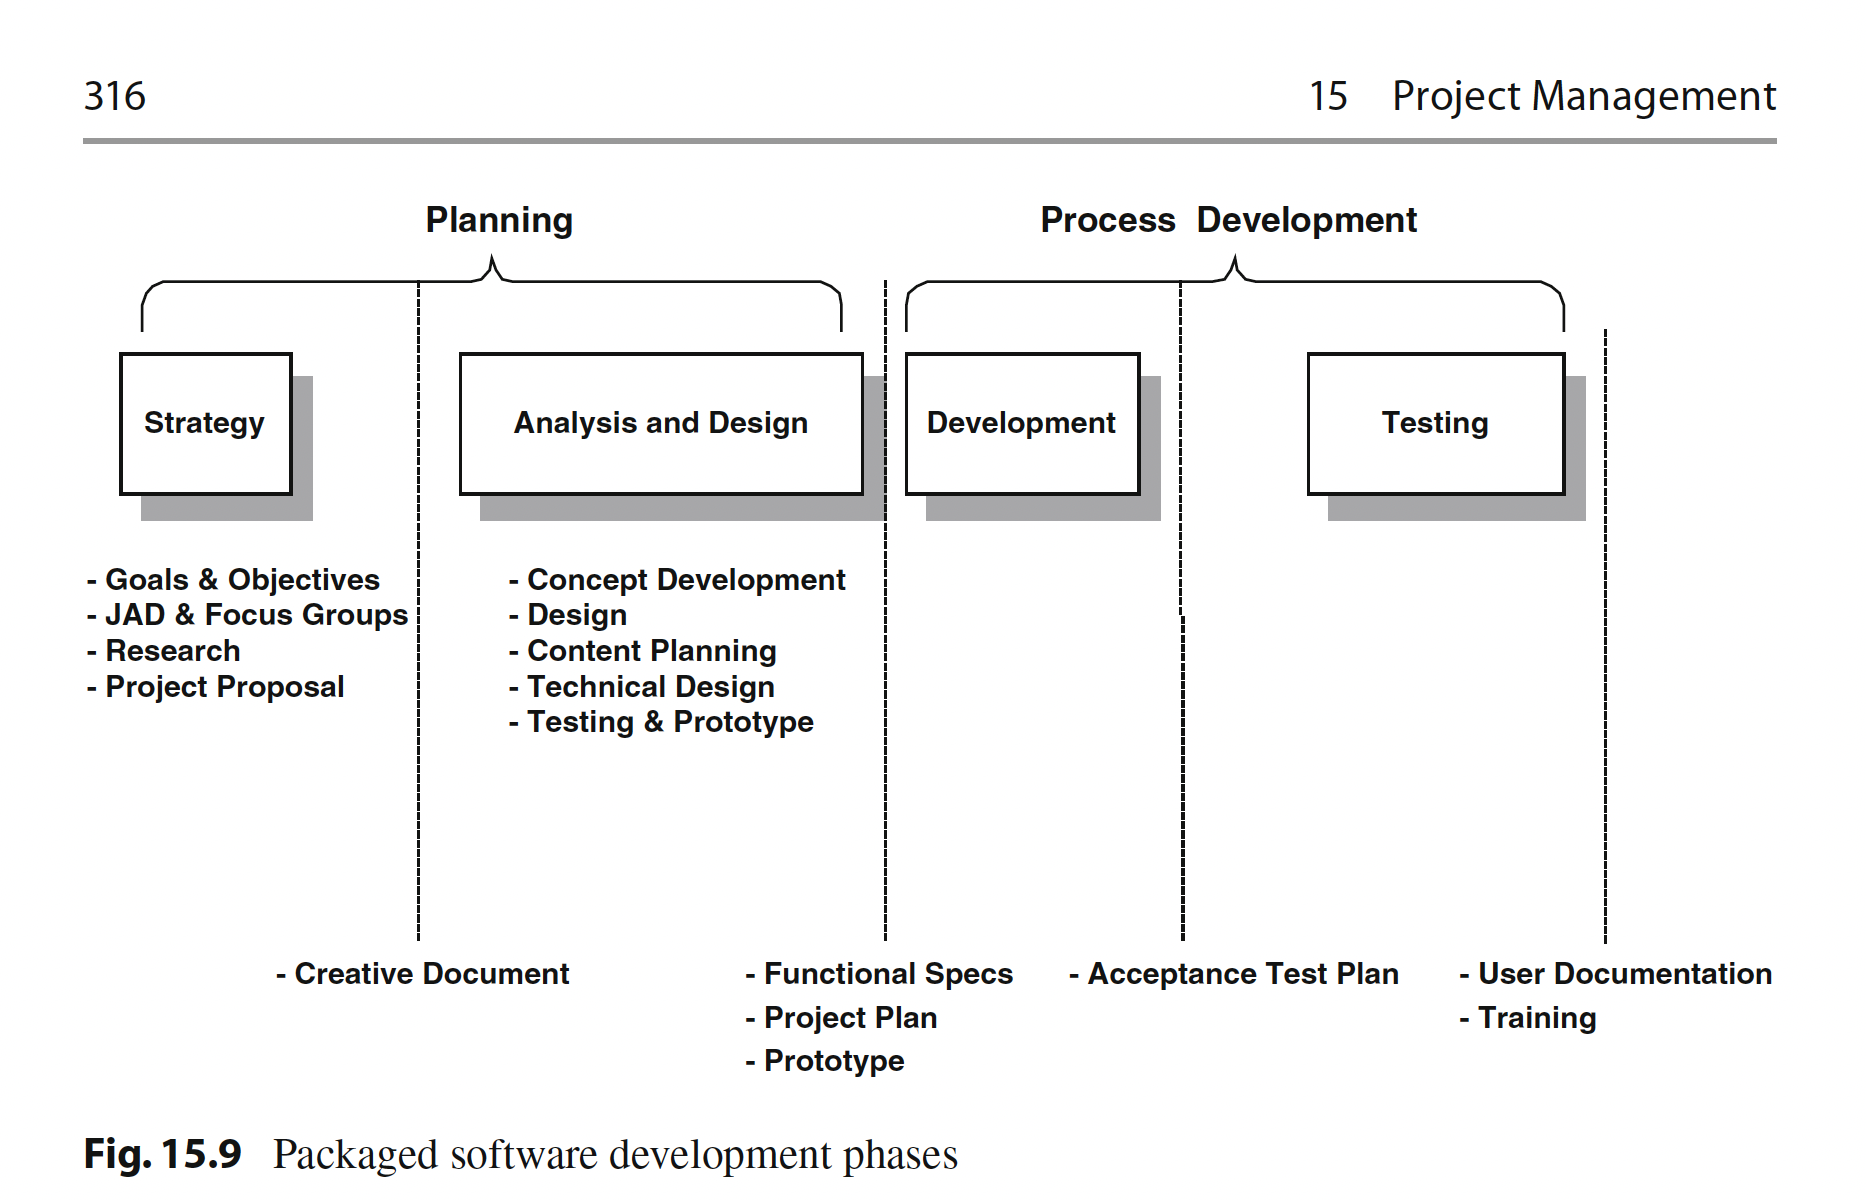 316
15 Project Management
Planning
Process Development
Strategy
Analysis and Design
Development
Testing
- Goals & Objectives
- JAD & Focus Groups
- Research
- Project Proposal
- Concept Development
- Design
- Content Planning
- Technical Design
- Testing & Prototype
- Creative Document
- Functional Specs
- Project Plan
- Prototype
- Acceptance Test Plan
- User Documentation
- Training
Fig. 15.9 Packaged software development phases